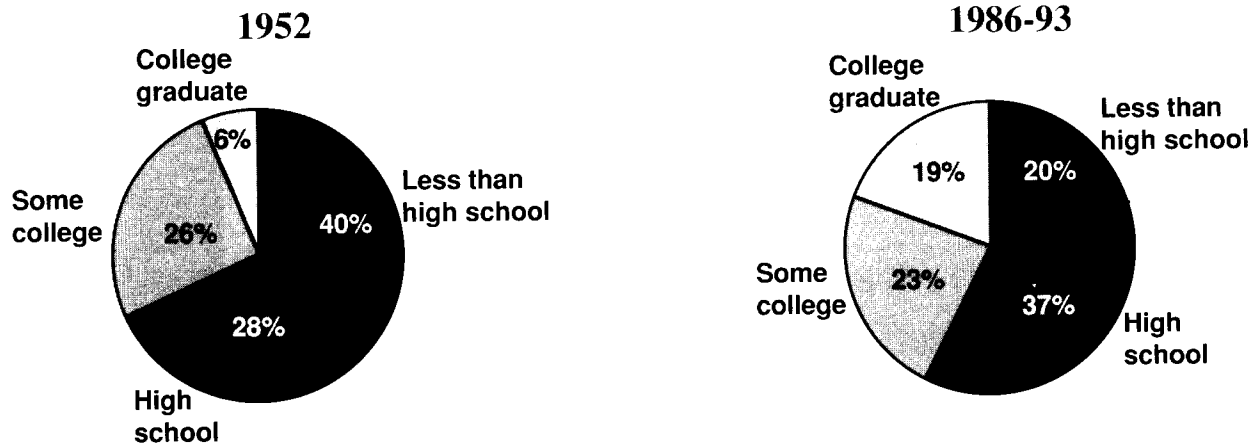 1952
College
graduate
6%
Less than
high school
40%
Some
college
26%
28%
High
school
1986-93
College
graduate
Less than
high school
19%
20%
Some
college
23%
37%
High
school